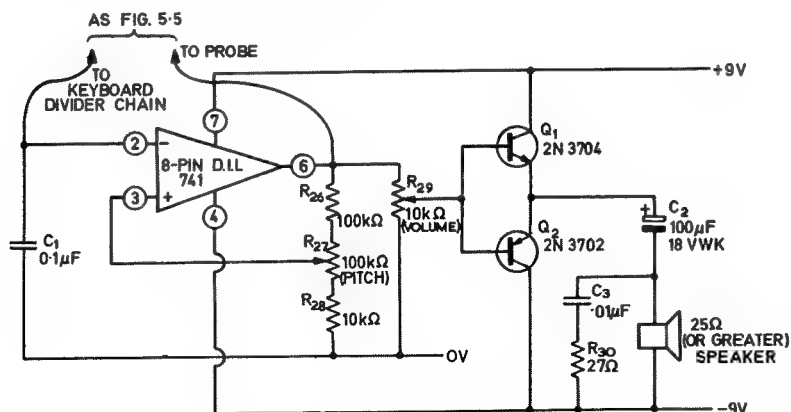 AS FIG. 5·5
TO PROBE
TO
KEYBOARD
DIVIDER CHAIN
+9V
7
Q1
2N 3704
2
8-PIN D.I.L
741
6
3
4
R26
100kΩ
R29
10kΩ
(VOLUME)
C1
0·1µF
R27
100kΩ
(PITCH)
R28
10kΩ
Q2
2N 3702
+
C2
100µF
18 VWK
C3
·01µF
R30
27Ω
25Ω
(OR GREATER)
SPEAKER
0V
−9V